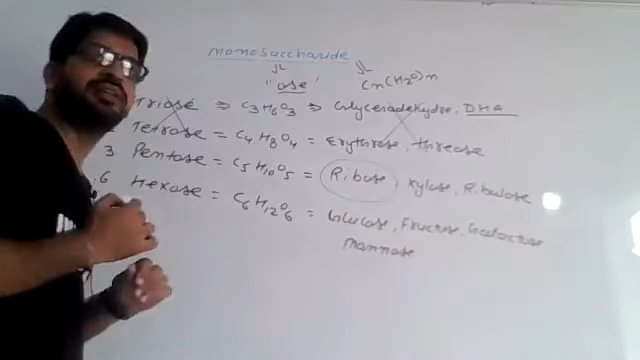 monosaccharide
"ose" Cn(H2O)n
Triose ⇒ C3H6O3 ⇒ Glyceraldehyde, DHA
Tetrose = C4H8O4 = Erythrose, threose
3 Pentose = C5H10O5 = Ribose, xylose, Ribulose
6 Hexose = C6H12O6 = Glucose, Fructose, Galactose
mannose